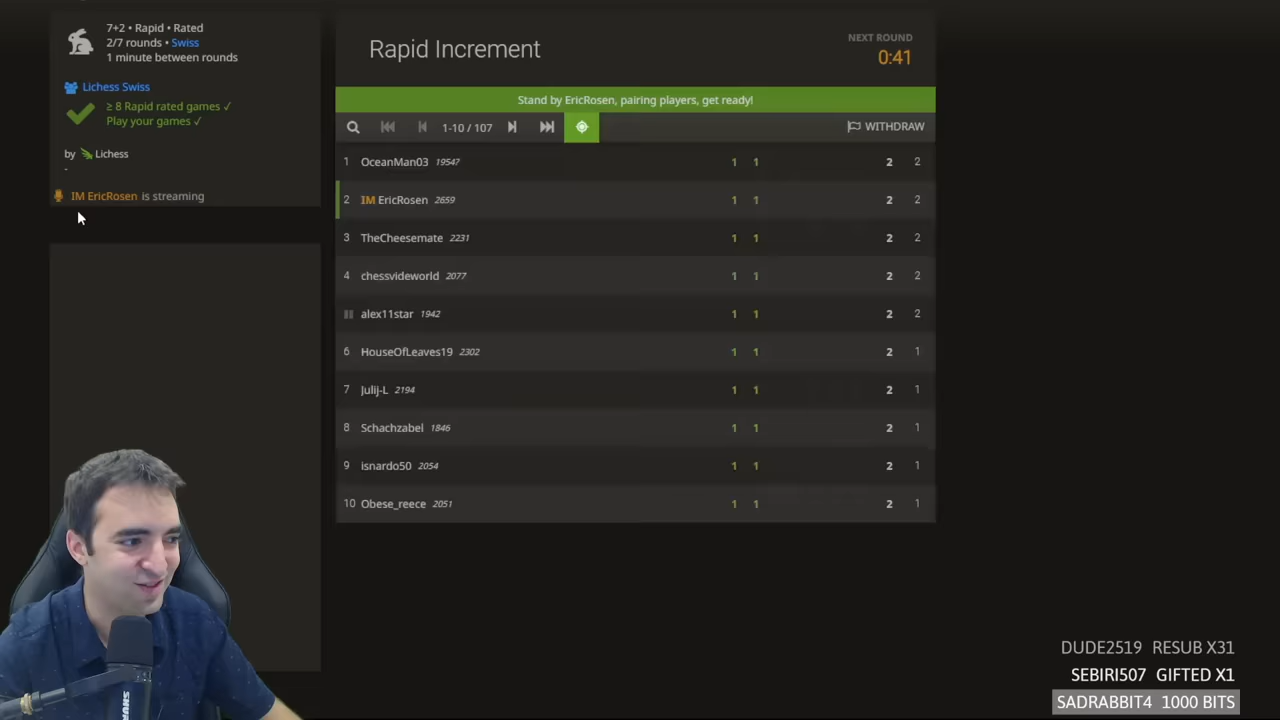 7+2 • Rapid • Rated
2/7 rounds • Swiss
1 minute between rounds
Lichess Swiss
≥ 8 Rapid rated games ✓
Play your games ✓
by Lichess
-
IM EricRosen is streaming
Rapid Increment
NEXT ROUND
0:41
Stand by EricRosen, pairing players, get ready!
1-10 / 107
WITHDRAW
1 OceanMan03 1954? 1 1 2 2
2 IM EricRosen 2659 1 1 2 2
3 TheCheesemate 2231 1 1 2 2
4 chessvideworld 2077 1 1 2 2
alex11star 1942 1 1 2 2
6 HouseOfLeaves19 2302 1 1 2 1
7 Julij-L 2194 1 1 2 1
8 Schachzabel 1846 1 1 2 1
9 isnardo50 2054 1 1 2 1
10 Obese_reece 2051 1 1 2 1
DUDE2519 RESUB X31
SEBIRI507 GIFTED X1
SADRABBIT4 1000 BITS
SHURE